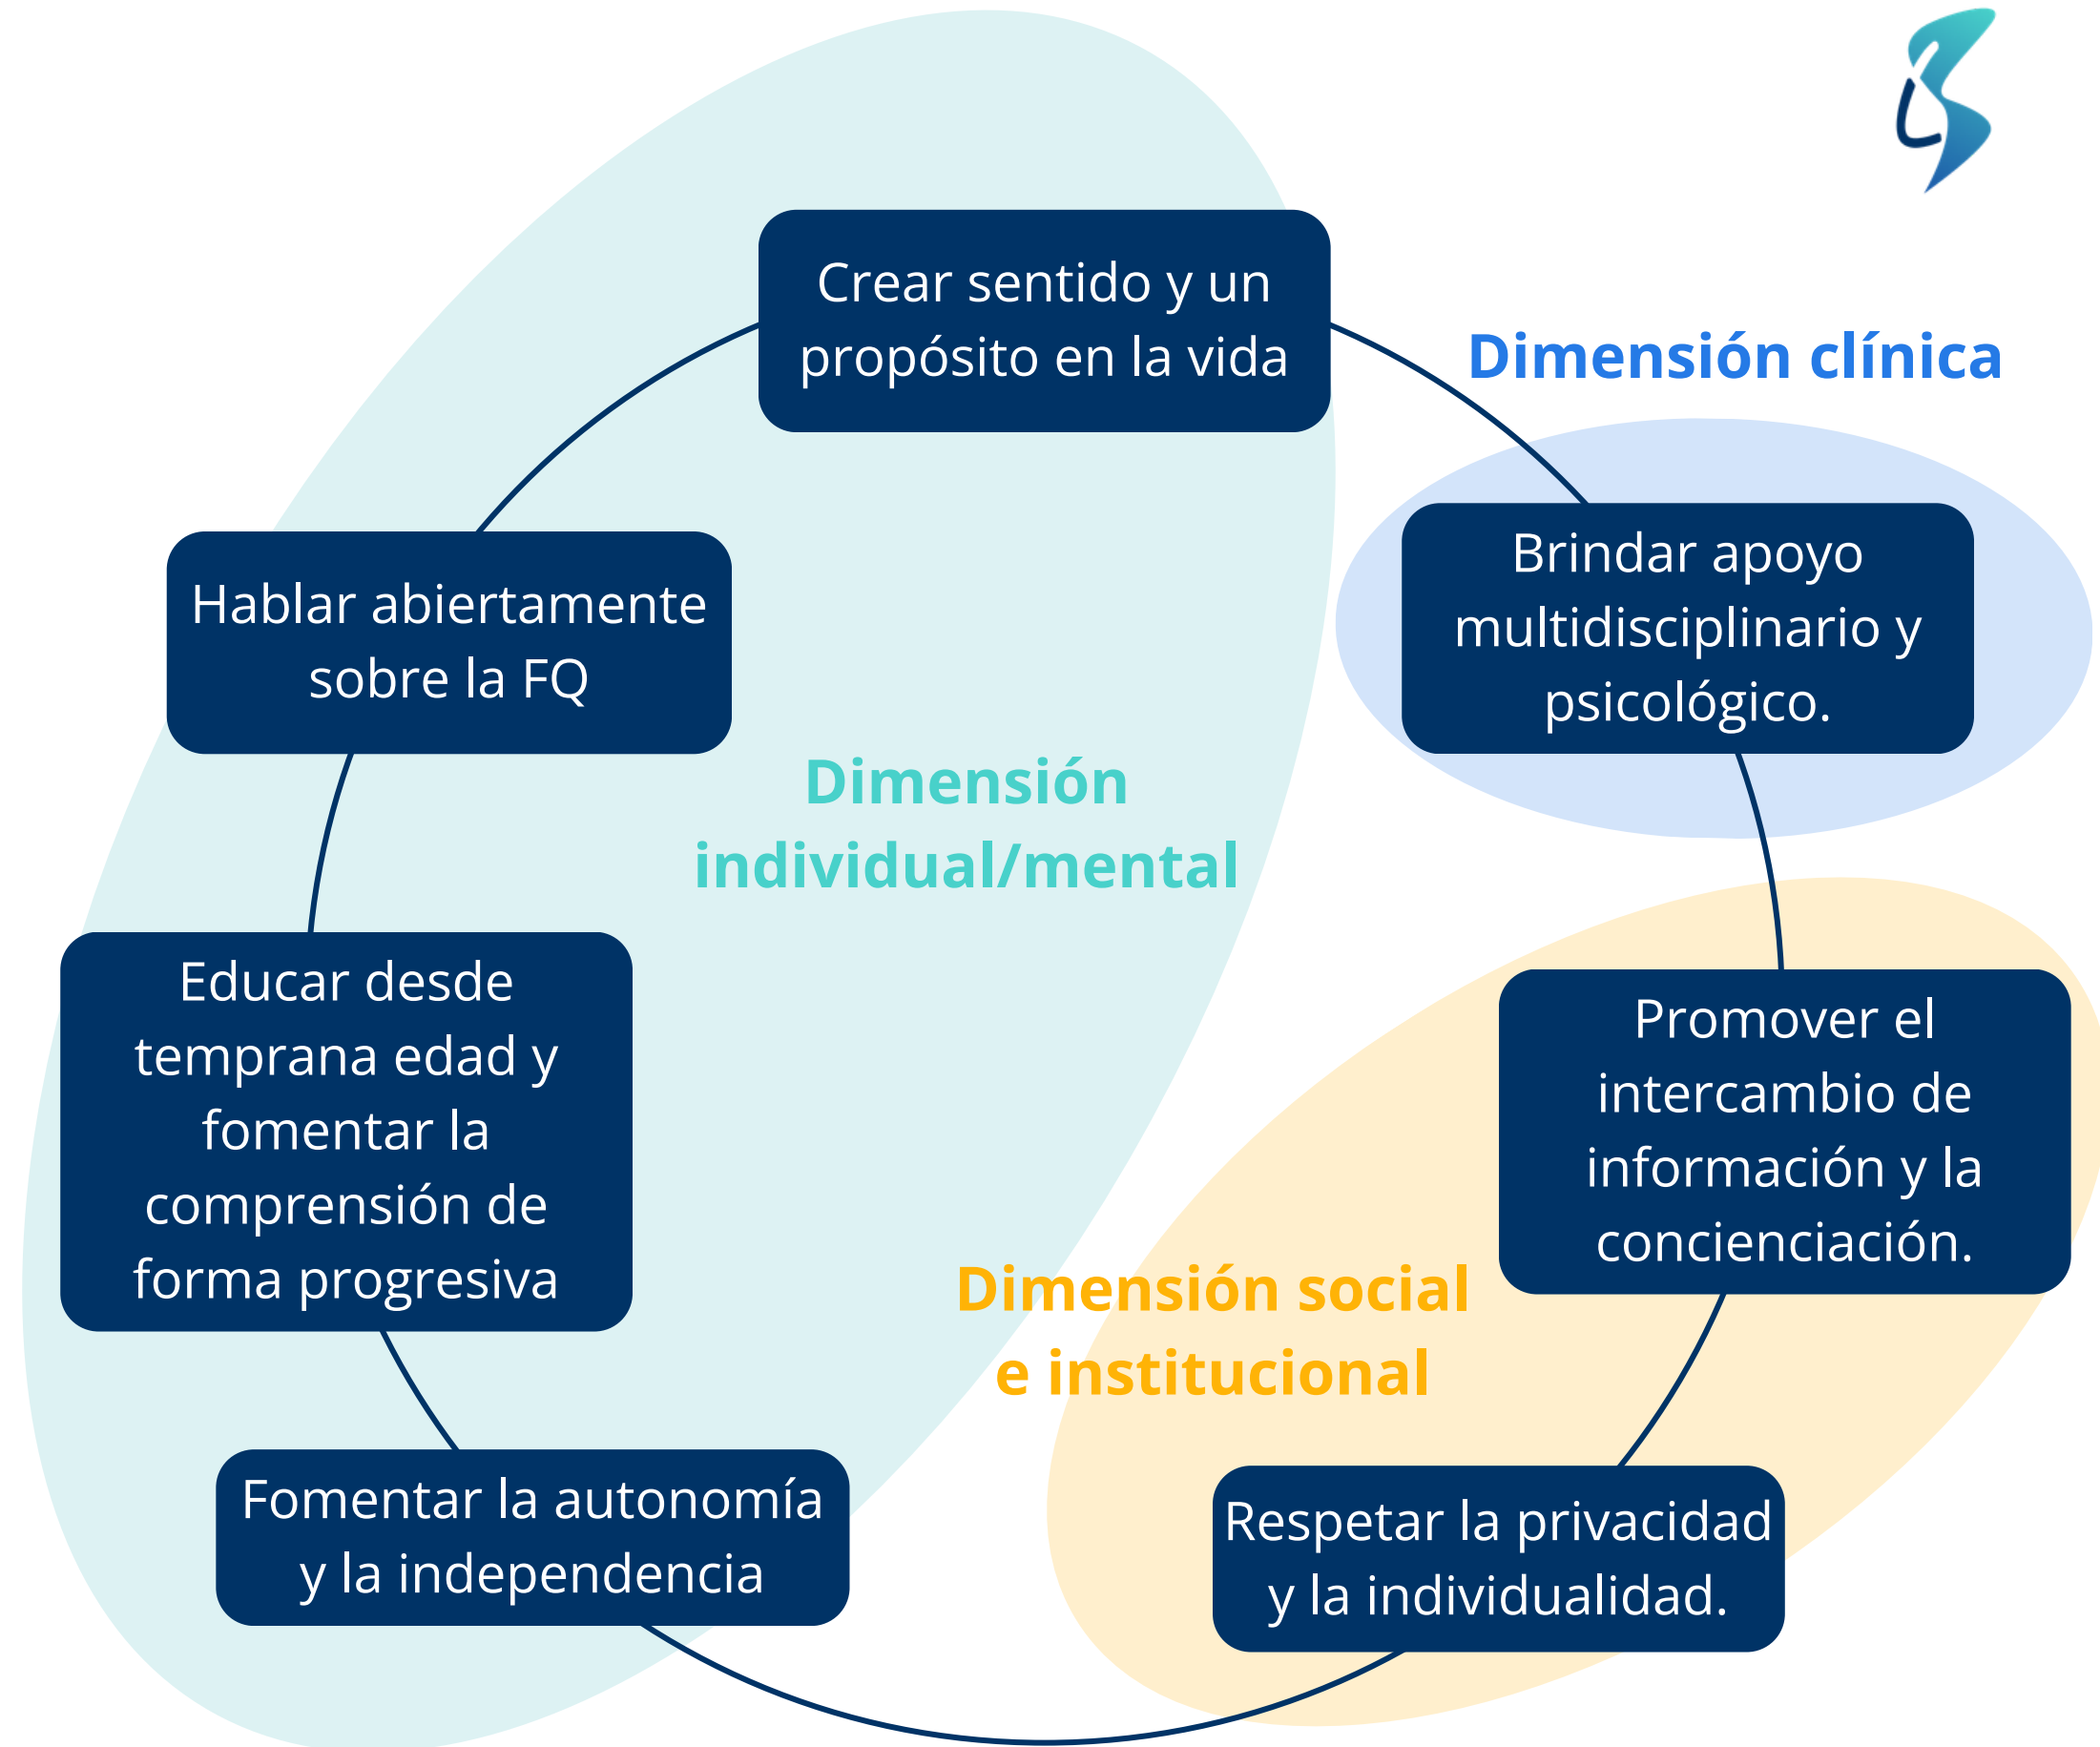 Crear sentido y un
propósito en la vida
Dimensión clínica
Brindar apoyo
multidisciplinario y
psicológico.
Hablar abiertamente
sobre la FQ
Dimensión
individual/mental
Educar desde
temprana edad y
fomentar la
comprensión de
forma progresiva
Promover el
intercambio de
información y la
concienciación.
Dimensión social
e institucional
Fomentar la autonomía
y la independencia
Respetar la privacidad
y la individualidad.